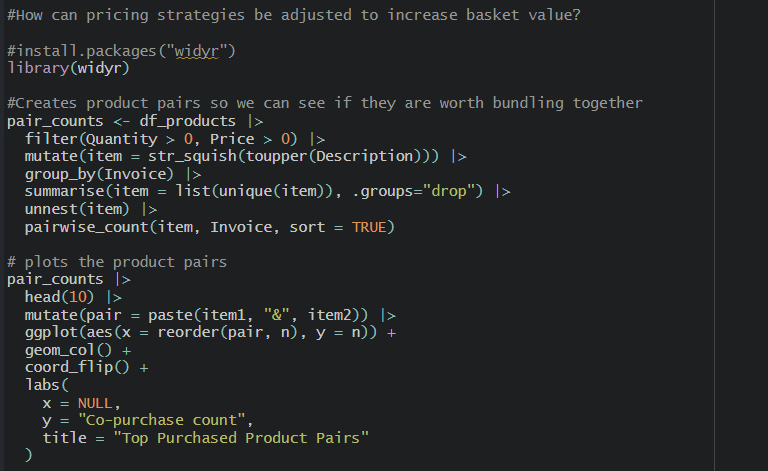 #How can pricing strategies be adjusted to increase basket value?
#install.packages("widyr")
library(widyr)
#Creates product pairs so we can see if they are worth bundling together
pair_counts <- df_products |>
  filter(Quantity > 0, Price > 0) |>
  mutate(item = str_squish(toupper(Description))) |>
  group_by(Invoice) |>
  summarise(item = list(unique(item)), .groups="drop") |>
  unnest(item) |>
  pairwise_count(item, Invoice, sort = TRUE)
# plots the product pairs
pair_counts |>
  head(10) |>
  mutate(pair = paste(item1, "&", item2)) |>
  ggplot(aes(x = reorder(pair, n), y = n)) +
  geom_col() +
  coord_flip() +
  labs(
    x = NULL,
    y = "Co-purchase count",
    title = "Top Purchased Product Pairs"
  )